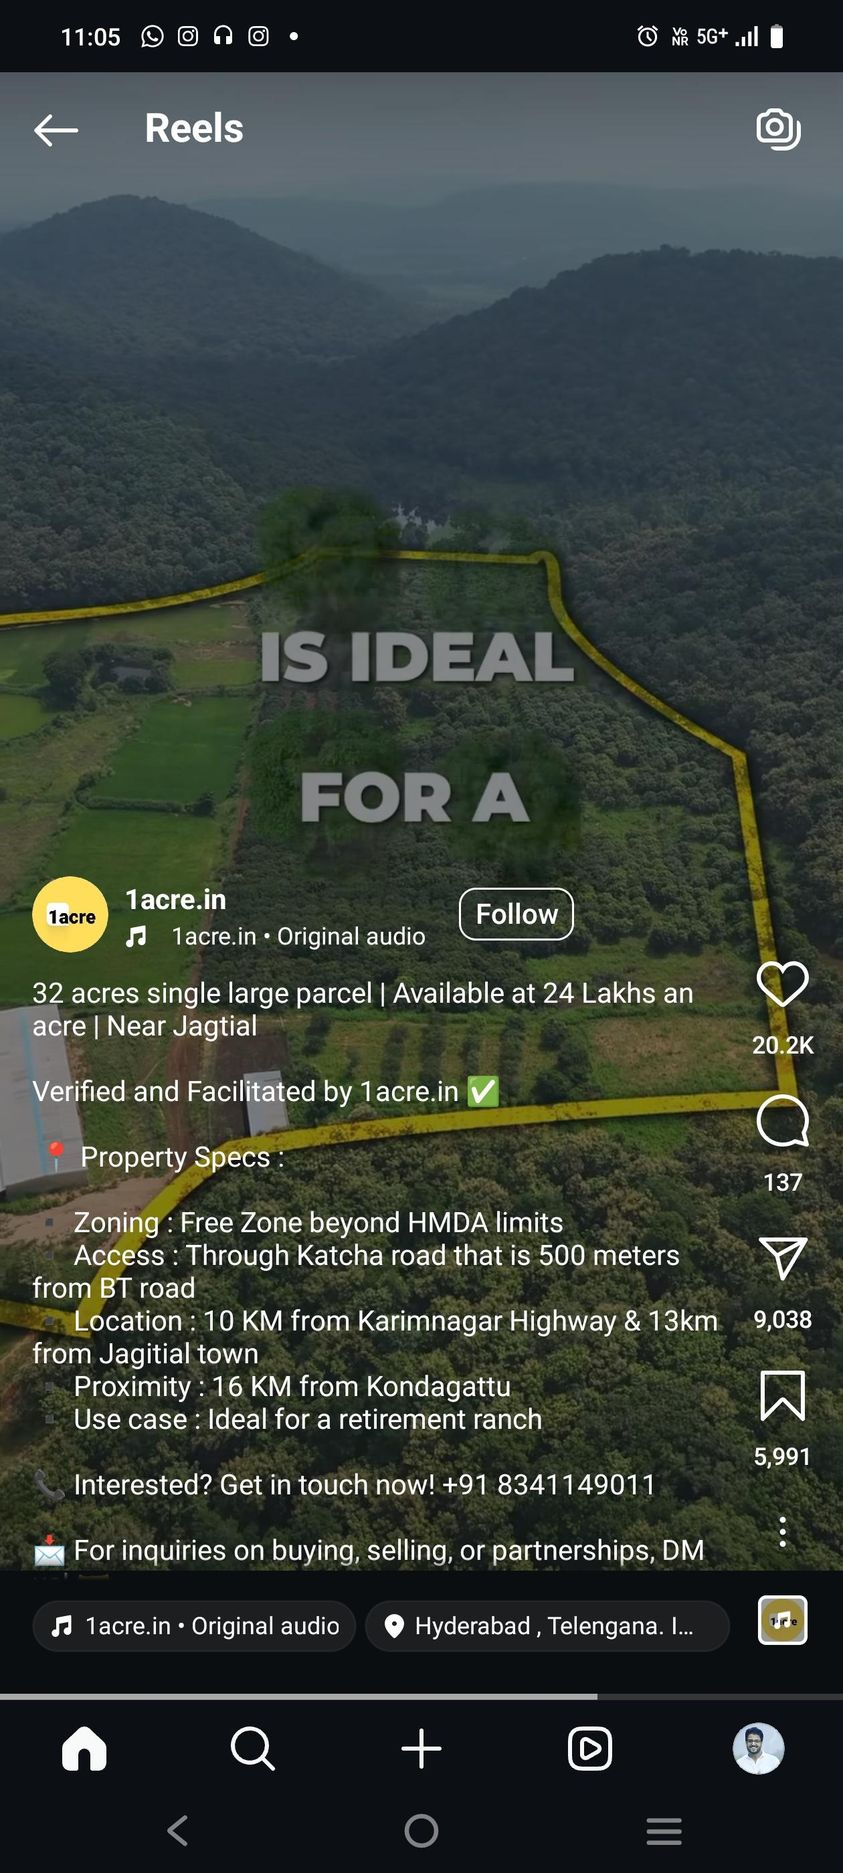 11:05
Vo
NR 5G+
Reels
IS IDEAL
FOR A
1acre
1acre.in
Follow
1acre.in • Original audio
32 acres single large parcel | Available at 24 Lakhs an
acre | Near Jagtial
20.2K
Verified and Facilitated by 1acre.in ✅
📍 Property Specs :
137
▪ Zoning : Free Zone beyond HMDA limits
▪ Access : Through Katcha road that is 500 meters
from BT road
▪ Location : 10 KM from Karimnagar Highway & 13km
9,038
from Jagitial town
▪ Proximity : 16 KM from Kondagattu
▪ Use case : Ideal for a retirement ranch
5,991
📞 Interested? Get in touch now! +91 8341149011
📩 For inquiries on buying, selling, or partnerships, DM
1acre.in • Original audio
Hyderabad , Telengana. I...